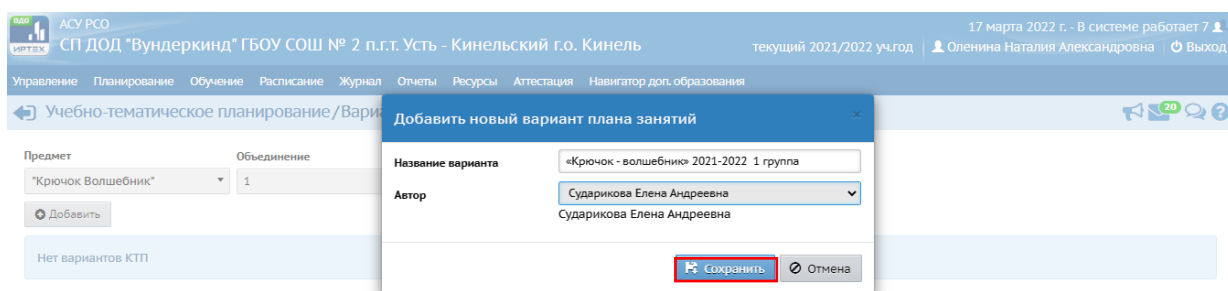 одо
ИРТЕХ
АСУ РСО
17 марта 2022 г. - В системе работает 7
СП ДОД "Вундеркинд" ГБОУ СОШ № 2 п.г.т. Усть - Кинельский г.о. Кинель
текущий 2021/2022 уч.год Оленина Наталия Александровна Выход
Управление Планирование Обучение Расписание Журнал Отчеты Ресурсы Аттестация Навигатор доп. образования
Учебно-тематическое планирование/Вариа
20
Добавить новый вариант плана занятий
×
Предмет Объединение
"Крючок Волшебник" 1
Добавить
Нет вариантов КТП
Название варианта «Крючок - волшебник» 2021-2022 1 группа
Автор Сударикова Елена Андреевна
Сударикова Елена Андреевна
Сохранить Отмена